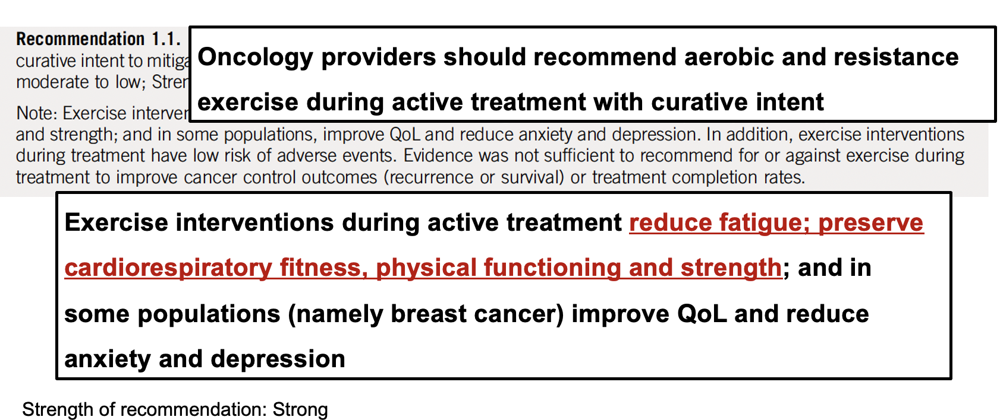 Recommendation 1.1.
curative intent to mitiga
moderate to low; Stren
Note: Exercise interven
Oncology providers should recommend aerobic and resistance
exercise during active treatment with curative intent
and strength; and in some populations, improve QoL and reduce anxiety and depression. In addition, exercise interventions
during treatment have low risk of adverse events. Evidence was not sufficient to recommend for or against exercise during
treatment to improve cancer control outcomes (recurrence or survival) or treatment completion rates.
Exercise interventions during active treatment reduce fatigue; preserve
cardiorespiratory fitness, physical functioning and strength; and in
some populations (namely breast cancer) improve QoL and reduce
anxiety and depression
Strength of recommendation: Strong